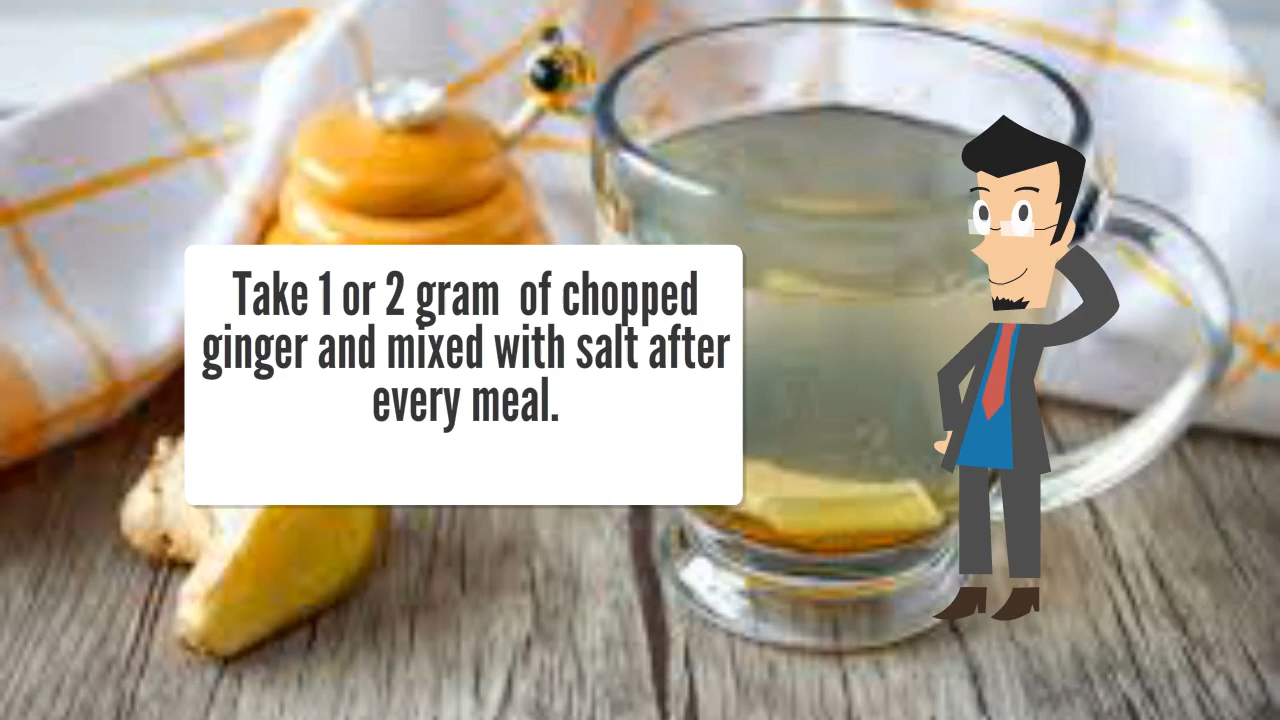 Take 1 or 2 gram  of chopped
ginger and mixed with salt after
every meal.